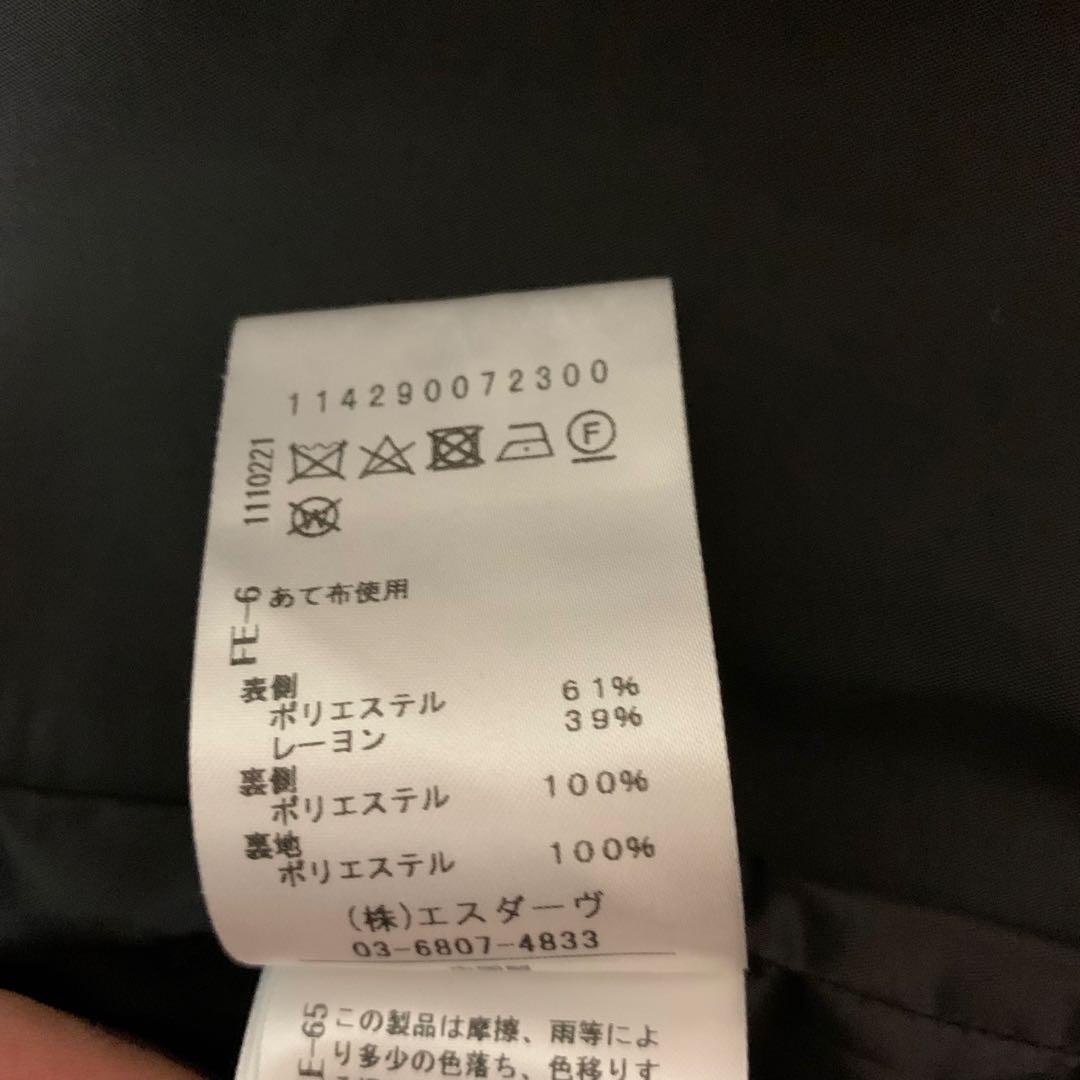 114290072300
1110221
F
W
FE-6
あて布使用
表側
ポリエステル 61%
レーヨン 39%
裏側
ポリエステル 100%
裏地
ポリエステル 100%
(株)エスダーヴ
03-6807-4833
E-65
この製品は摩擦、雨等によ
り多少の色落ち、色移りす